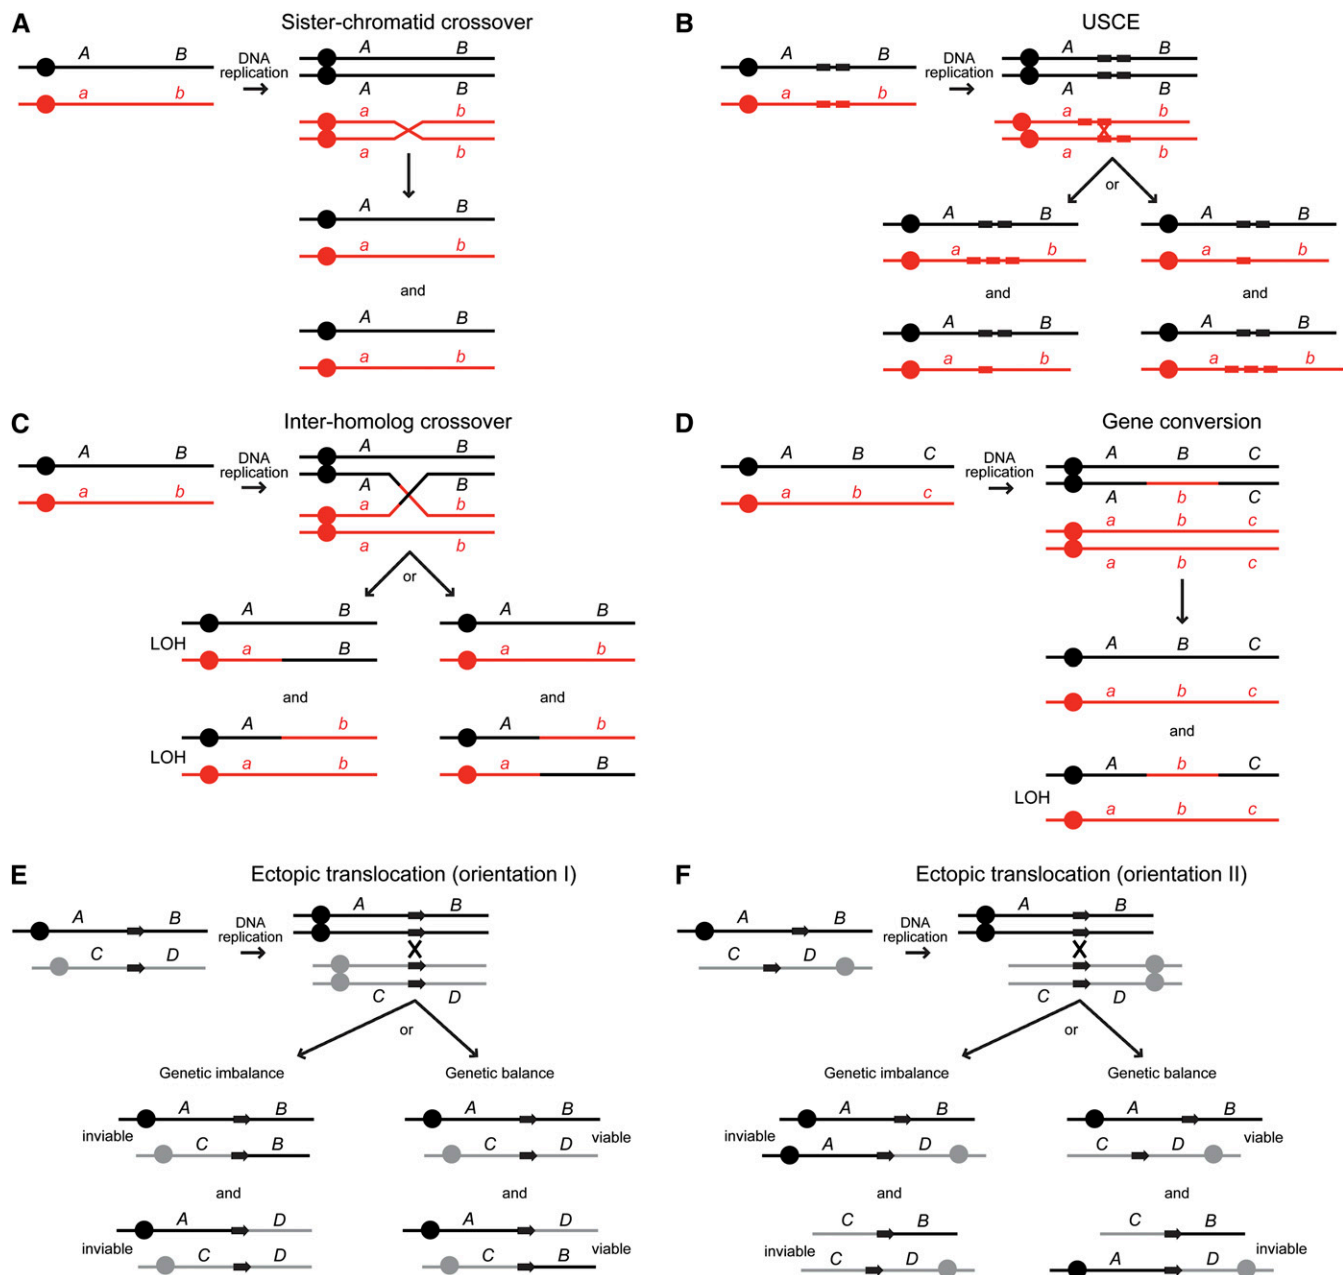 A
Sister-chromatid crossover
A B
DNA
replication
a b
A B
A B
a b
a b
A B
a b
and
A B
a b
B
USCE
A B
DNA
replication
a b
A B
A B
a b
a b
or
A B
a b
and
A B
a b
A B
a b
and
A B
a b
C
Inter-homolog crossover
A B
DNA
replication
a b
A B
A B
a b
a b
or
A B
LOH
a B
and
A b
LOH
a b
A B
a b
and
A b
a B
D
Gene conversion
A B C
DNA
replication
a b c
A B C
A b C
a b c
a b c
A B C
a b c
and
A b C
LOH
a b c
E
Ectopic translocation (orientation I)
A B
DNA
replication
C D
A B
C D
or
Genetic imbalance
A B
inviable
C B
and
A D
inviable
C D
Genetic balance
A B
viable
C D
and
A D
viable
C B
F
Ectopic translocation (orientation II)
A B
DNA
replication
C D
A B
C D
or
Genetic imbalance
A B
inviable
A D
and
C B
inviable
C D
Genetic balance
A B
viable
C D
and
C B
inviable
A D